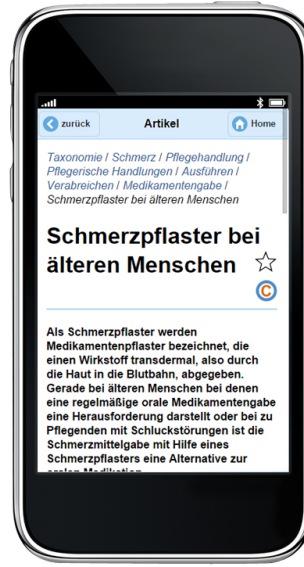 zurück
Artikel
Home
Taxonomie / Schmerz / Pflegehandlung /
Pflegerische Handlungen / Ausführen /
Verabreichen / Medikamentengabe /
Schmerzpflaster bei älteren Menschen
Schmerzpflaster bei
älteren Menschen
C
Als Schmerzpflaster werden
Medikamentenpflaster bezeichnet, die
einen Wirkstoff transdermal, also durch
die Haut in die Blutbahn, abgegeben.
Gerade bei älteren Menschen bei denen
eine regelmäßige orale Medikamentengabe
eine Herausforderung darstellt oder bei zu
Pflegenden mit Schluckstörungen ist die
Schmerzmittelgabe mit Hilfe eines
Schmerzpflasters eine Alternative zur
oralen Medikation